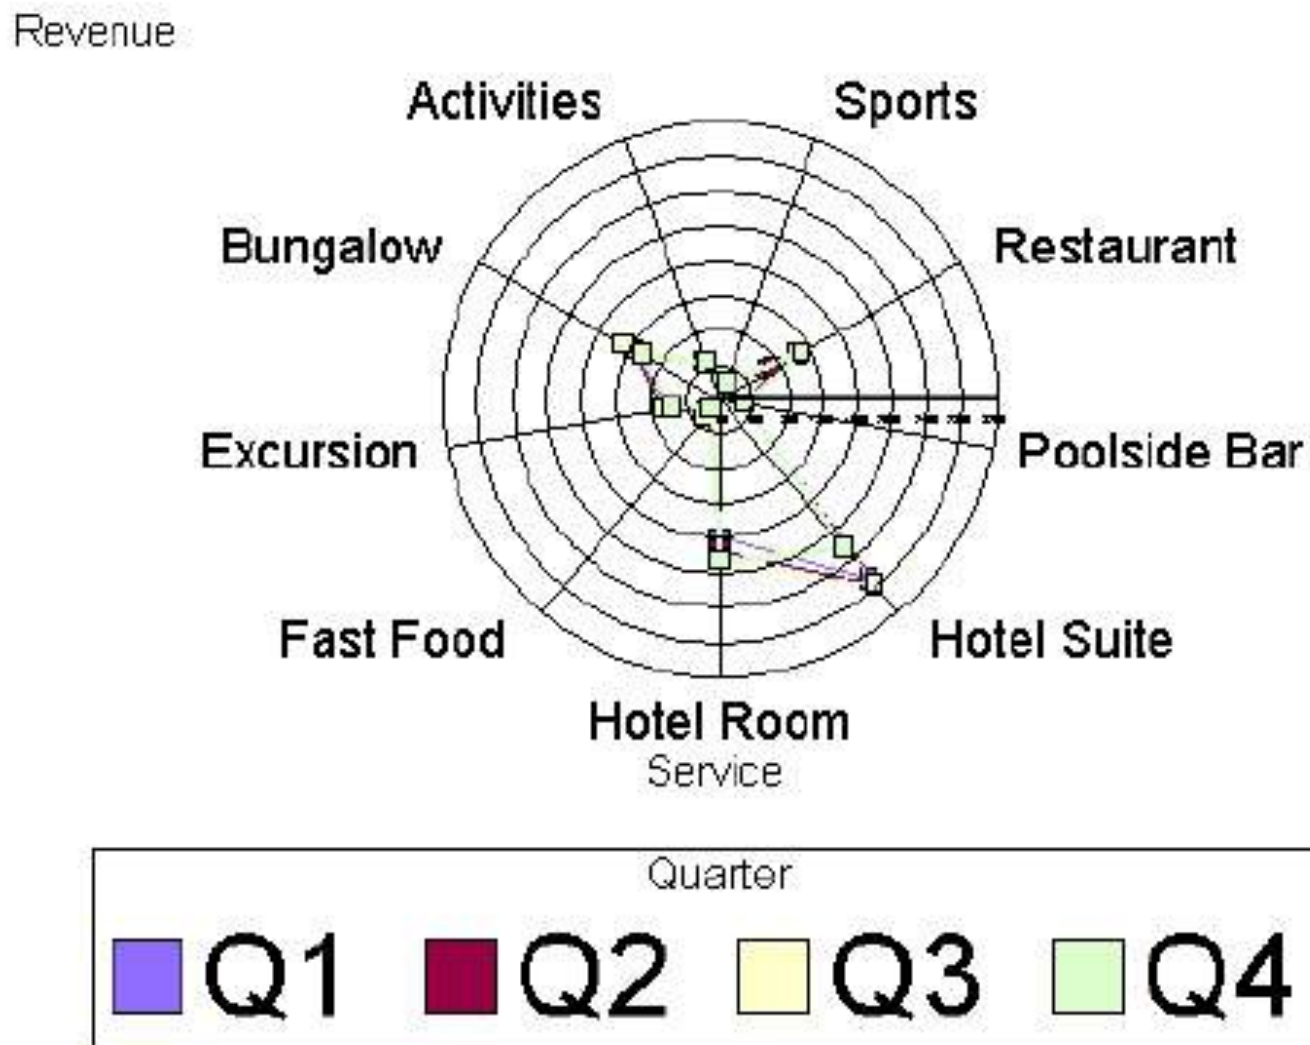 Revenue
Activities
Sports
Bungalow
Restaurant
Excursion
Poolside Bar
Fast Food
Hotel Suite
Hotel Room
Service
Quarter
Q1 Q2 Q3 Q4